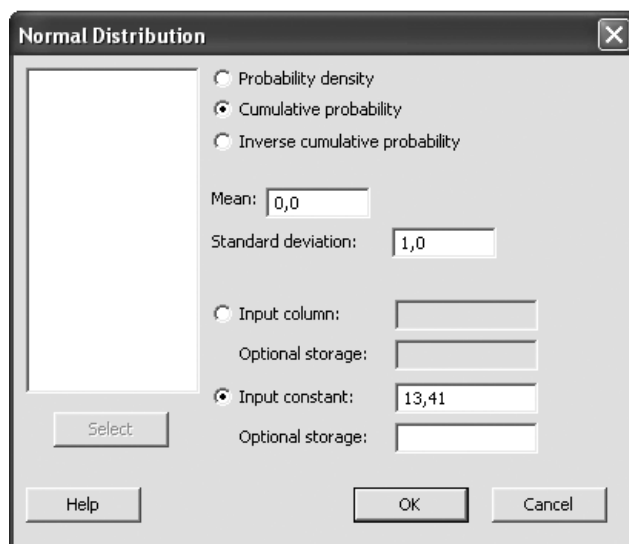 Normal Distribution
Probability density
Cumulative probability
Inverse cumulative probability
Mean: 0,0
Standard deviation: 1,0
Input column:
Optional storage:
Input constant: 13,41
Optional storage:
Select
Help OK Cancel